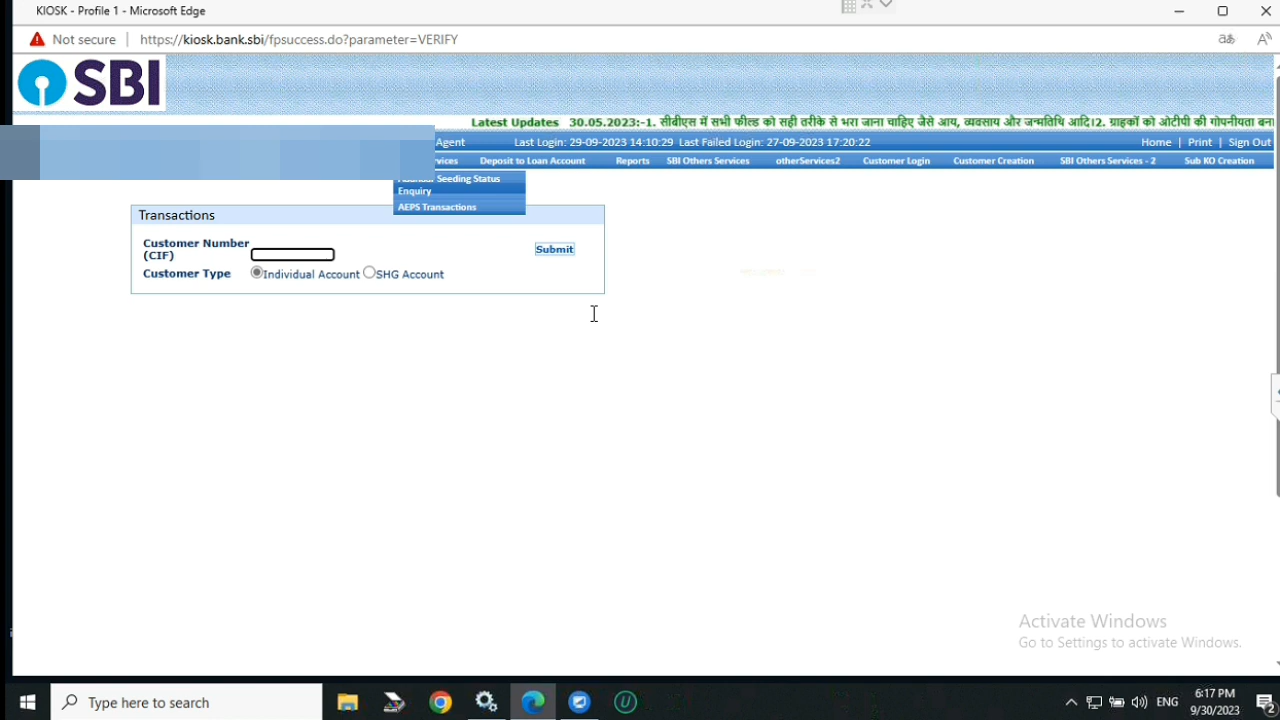 KIOSK - Profile 1 - Microsoft Edge
Not secure
https://kiosk.bank.sbi/fpsuccess.do?parameter=VERIFY
SBI
Latest Updates 30.05.2023:-1. सीबीएस में सभी फील्ड को सही तरीके से भरा जाना चाहिए जैसे आय, व्यवसाय और जन्मतिथि आदि।2. ग्राहकों को ओटीपी की गोपनीयता
Agent Last Login: 29-09-2023 14:10:29 Last Failed Login: 27-09-2023 17:20:22 Home | Print | Sign Out
Deposit to Loan Account Reports SBI Others Services otherServices2 Customer Login Customer Creation SBI Others Services - 2 Sub KO Creation
Seeding Status
Enquiry
AEPS Transactions
Transactions
Customer Number
(CIF)
Submit
Customer Type Individual Account SHG Account
Activate Windows
Go to Settings to activate Windows.
Type here to search
ENG
6:17 PM
9/30/2023
2